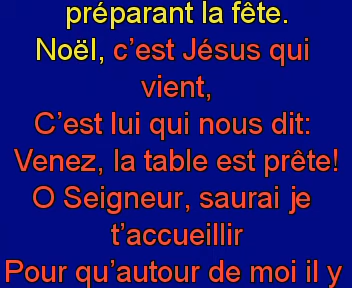 préparant la fête.
Noël, c’est Jésus qui
vient,
C’est lui qui nous dit:
Venez, la table est prête!
O Seigneur, saurai je
t’accueillir
Pour qu’autour de moi il y